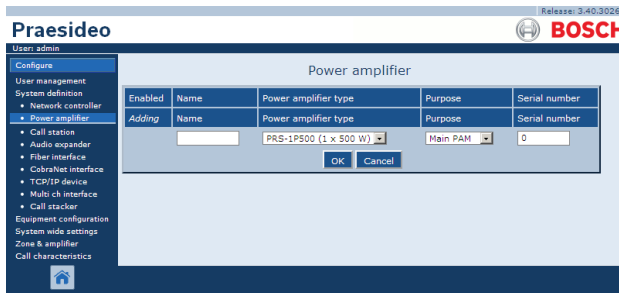 Release: 3.40.3026
Praesideo
BOSCH
User: admin
Configure
Power amplifier
User management
System definition
• Network controller
• Power amplifier
• Call station
• Audio expander
• Fiber interface
• CobraNet interface
• TCP/IP device
• Multi ch interface
• Call stacker
Equipment configuration
System wide settings
Zone & amplifier
Call characteristics
Enabled Name Power amplifier type Purpose Serial number
Adding Name Power amplifier type Purpose Serial number
PRS-1P500 (1 x 500 W) Main PAM 0
OK Cancel